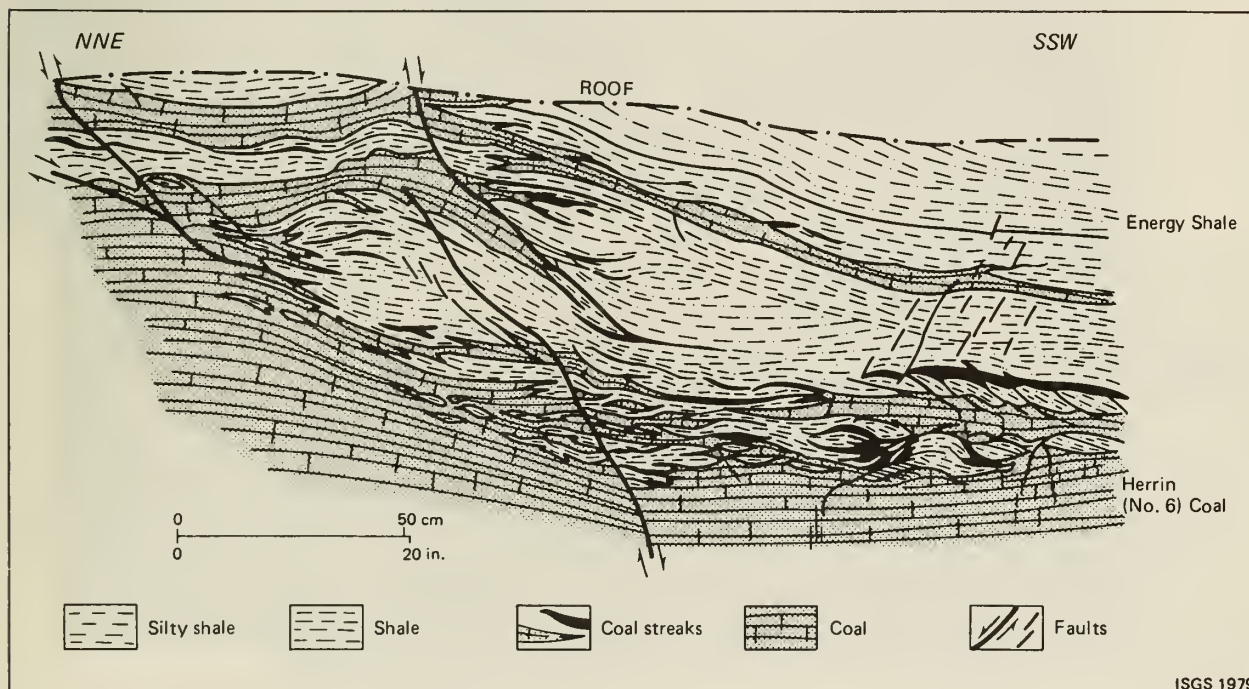 NNE
SSW
ROOF
Energy Shale
Herrin
(No. 6) Coal
0 50 cm
0 20 in.
Silty shale
Shale
Coal streaks
Coal
Faults
ISGS 1979